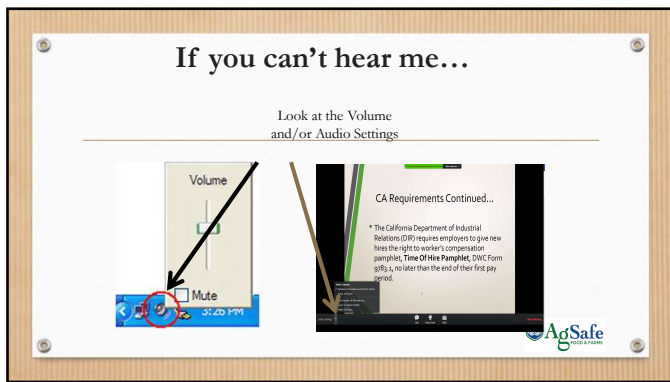 If you can't hear me…
Look at the Volume
and/or Audio Settings
Volume
Mute
3:26 PM
CA Requirements Continued…
* The California Department of Industrial
Relations (DIR) requires employers to give new
hires the right to worker's compensation
pamphlet, Time Of Hire Pamphlet, DWC Form
9783.1, no later than the end of their first pay
period.
AgSafe
FOOD & FARMS